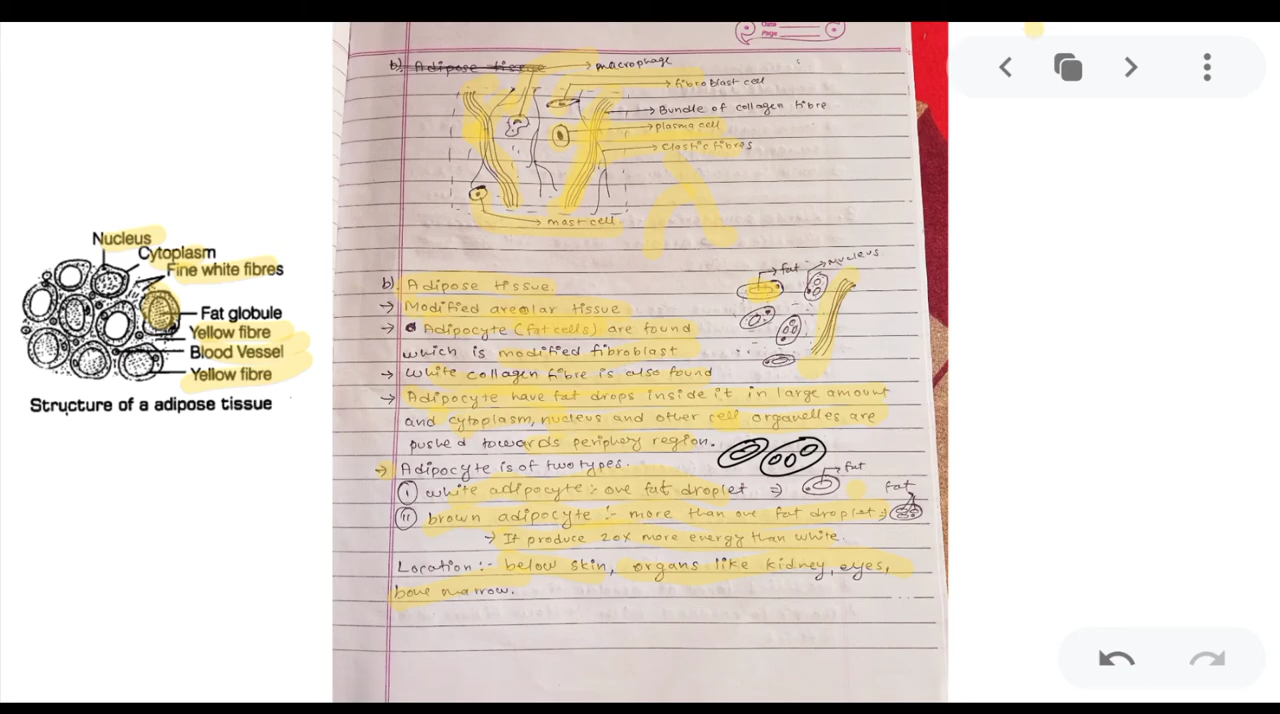 Nucleus
Cytoplasm
Fine white fibres
Fat globule
Yellow fibre
Blood Vessel
Yellow fibre
Structure of a adipose tissue
Date
Page
b) Adipose tissue
macrophage
fibroblast cell
Bundle of collagen fibre
plasma cell
Elastic fibres
mast cell
b) Adipose tissue.
→ Modified areolar tissue
→ Adipocyte (fat cells) are found
which is modified fibroblast
→ White collagen fibre is also found
→ Adipocyte have fat drops inside it in large amount
and cytoplasm, nucleus and other cell organelles are
pushed towards periphery region.
→ Adipocyte is of two types.
(i) white adipocyte :- one fat droplet ⇒
(ii) brown adipocyte :- more than one fat droplet ⇒
→ It produce 20x more energy than white.
Location :- below skin, organs like kidney, eyes,
bone marrow.
fat
Nucleus
fat
fat